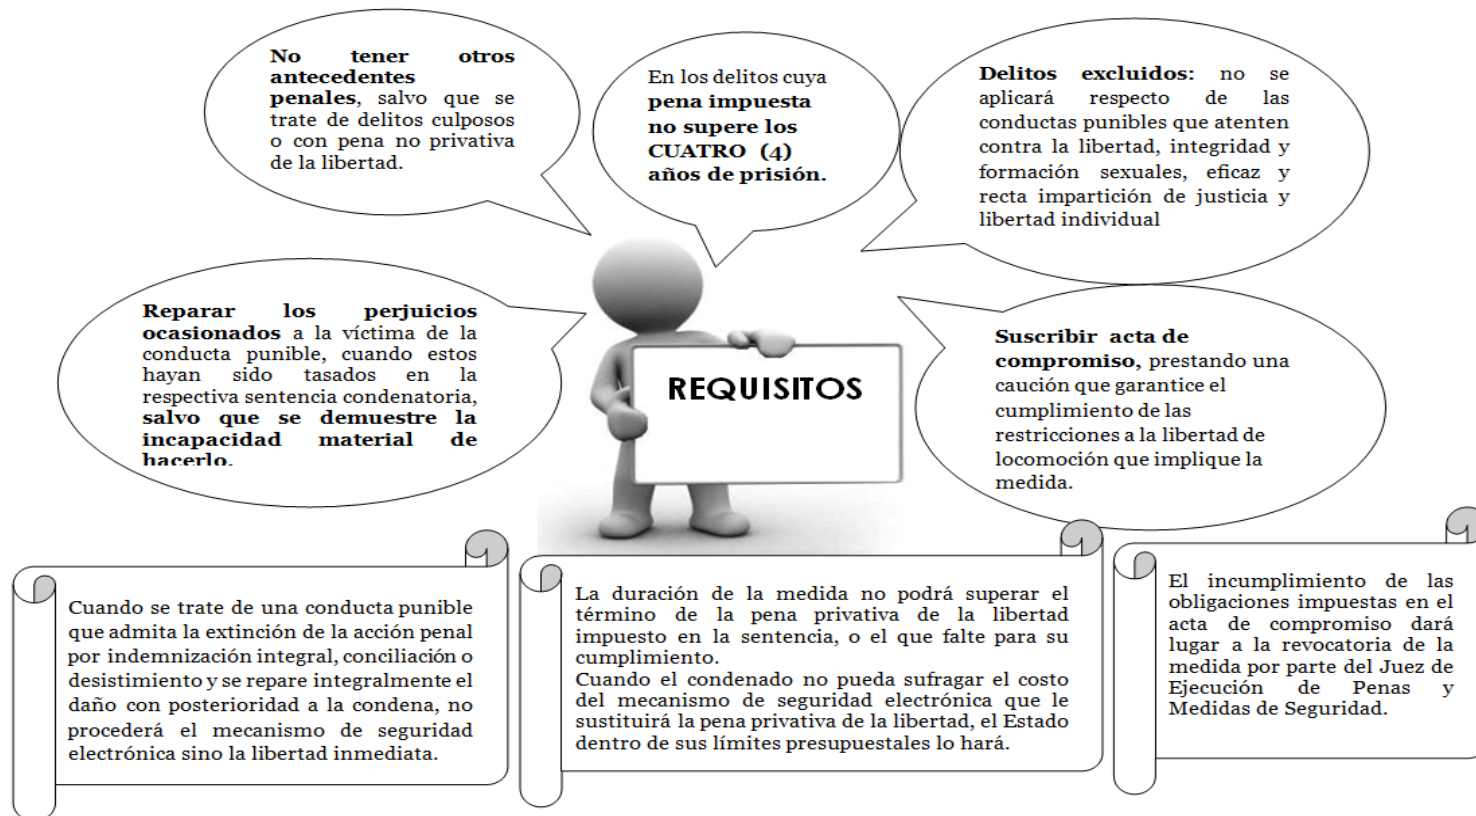 No tener otros
antecedentes
penales, salvo que se
trate de delitos culposos
o con pena no privativa
de la libertad.
En los delitos cuya
pena impuesta
no supere los
CUATRO (4)
años de prisión.
Delitos excluidos: no se
aplicará respecto de las
conductas punibles que atenten
contra la libertad, integridad y
formación sexuales, eficaz y
recta impartición de justicia y
libertad individual
Reparar los perjuicios
ocasionados a la víctima de la
conducta punible, cuando estos
hayan sido tasados en la
respectiva sentencia condenatoria,
salvo que se demuestre la
incapacidad material de
hacerlo.
REQUISITOS
Suscribir acta de
compromiso, prestando una
caución que garantice el
cumplimiento de las
restricciones a la libertad de
locomoción que implique la
medida.
Cuando se trate de una conducta punible
que admita la extinción de la acción penal
por indemnización integral, conciliación o
desistimiento y se repare integralmente el
daño con posterioridad a la condena, no
procederá el mecanismo de seguridad
electrónica sino la libertad inmediata.
La duración de la medida no podrá superar el
término de la pena privativa de la libertad
impuesto en la sentencia, o el que falte para su
cumplimiento.
Cuando el condenado no pueda sufragar el costo
del mecanismo de seguridad electrónica que le
sustituirá la pena privativa de la libertad, el Estado
dentro de sus límites presupuestales lo hará.
El incumplimiento de las
obligaciones impuestas en el
acta de compromiso dará
lugar a la revocatoria de la
medida por parte del Juez de
Ejecución de Penas y
Medidas de Seguridad.